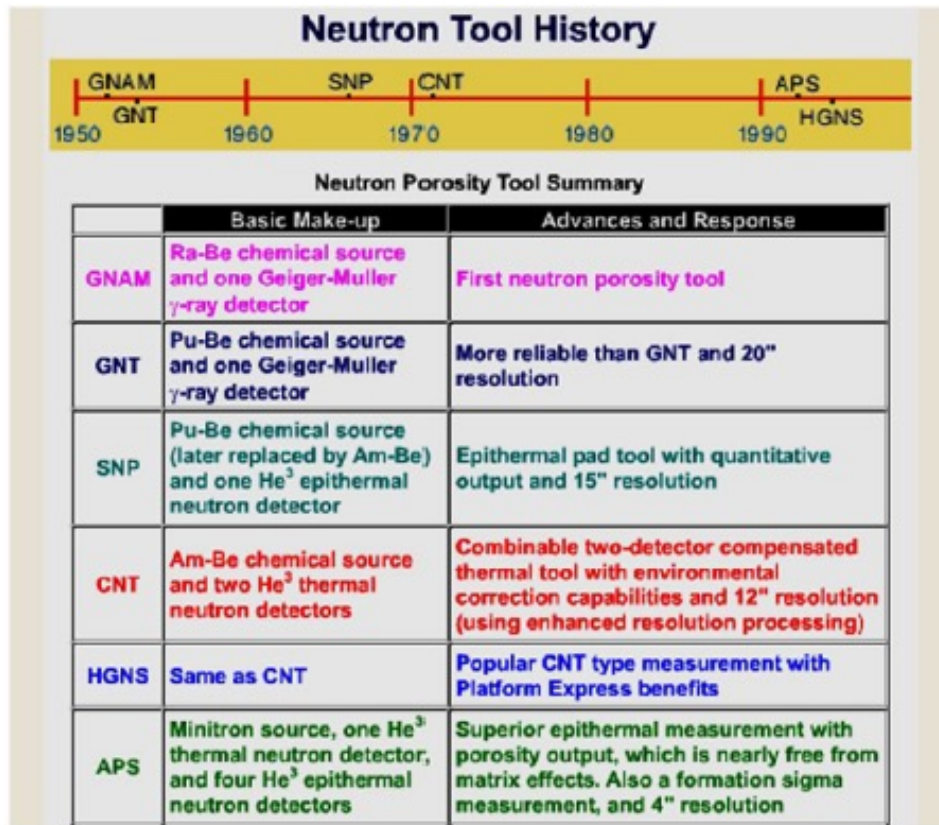 Neutron Tool History
GNAM SNP CNT APS
GNT HGNS
1950 1960 1970 1980 1990
Neutron Porosity Tool Summary
Basic Make-up Advances and Response
GNAM
Ra-Be chemical source
and one Geiger-Muller
γ-ray detector
First neutron porosity tool
GNT
Pu-Be chemical source
and one Geiger-Muller
γ-ray detector
More reliable than GNT and 20"
resolution
SNP
Pu-Be chemical source
(later replaced by Am-Be)
and one He³ epithermal
neutron detector
Epithermal pad tool with quantitative
output and 15" resolution
CNT
Am-Be chemical source
and two He³ thermal
neutron detectors
Combinable two-detector compensated
thermal tool with environmental
correction capabilities and 12" resolution
(using enhanced resolution processing)
HGNS
Same as CNT
Popular CNT type measurement with
Platform Express benefits
APS
Minitron source, one He³
thermal neutron detector,
and four He³ epithermal
neutron detectors
Superior epithermal measurement with
porosity output, which is nearly free from
matrix effects. Also a formation sigma
measurement, and 4" resolution